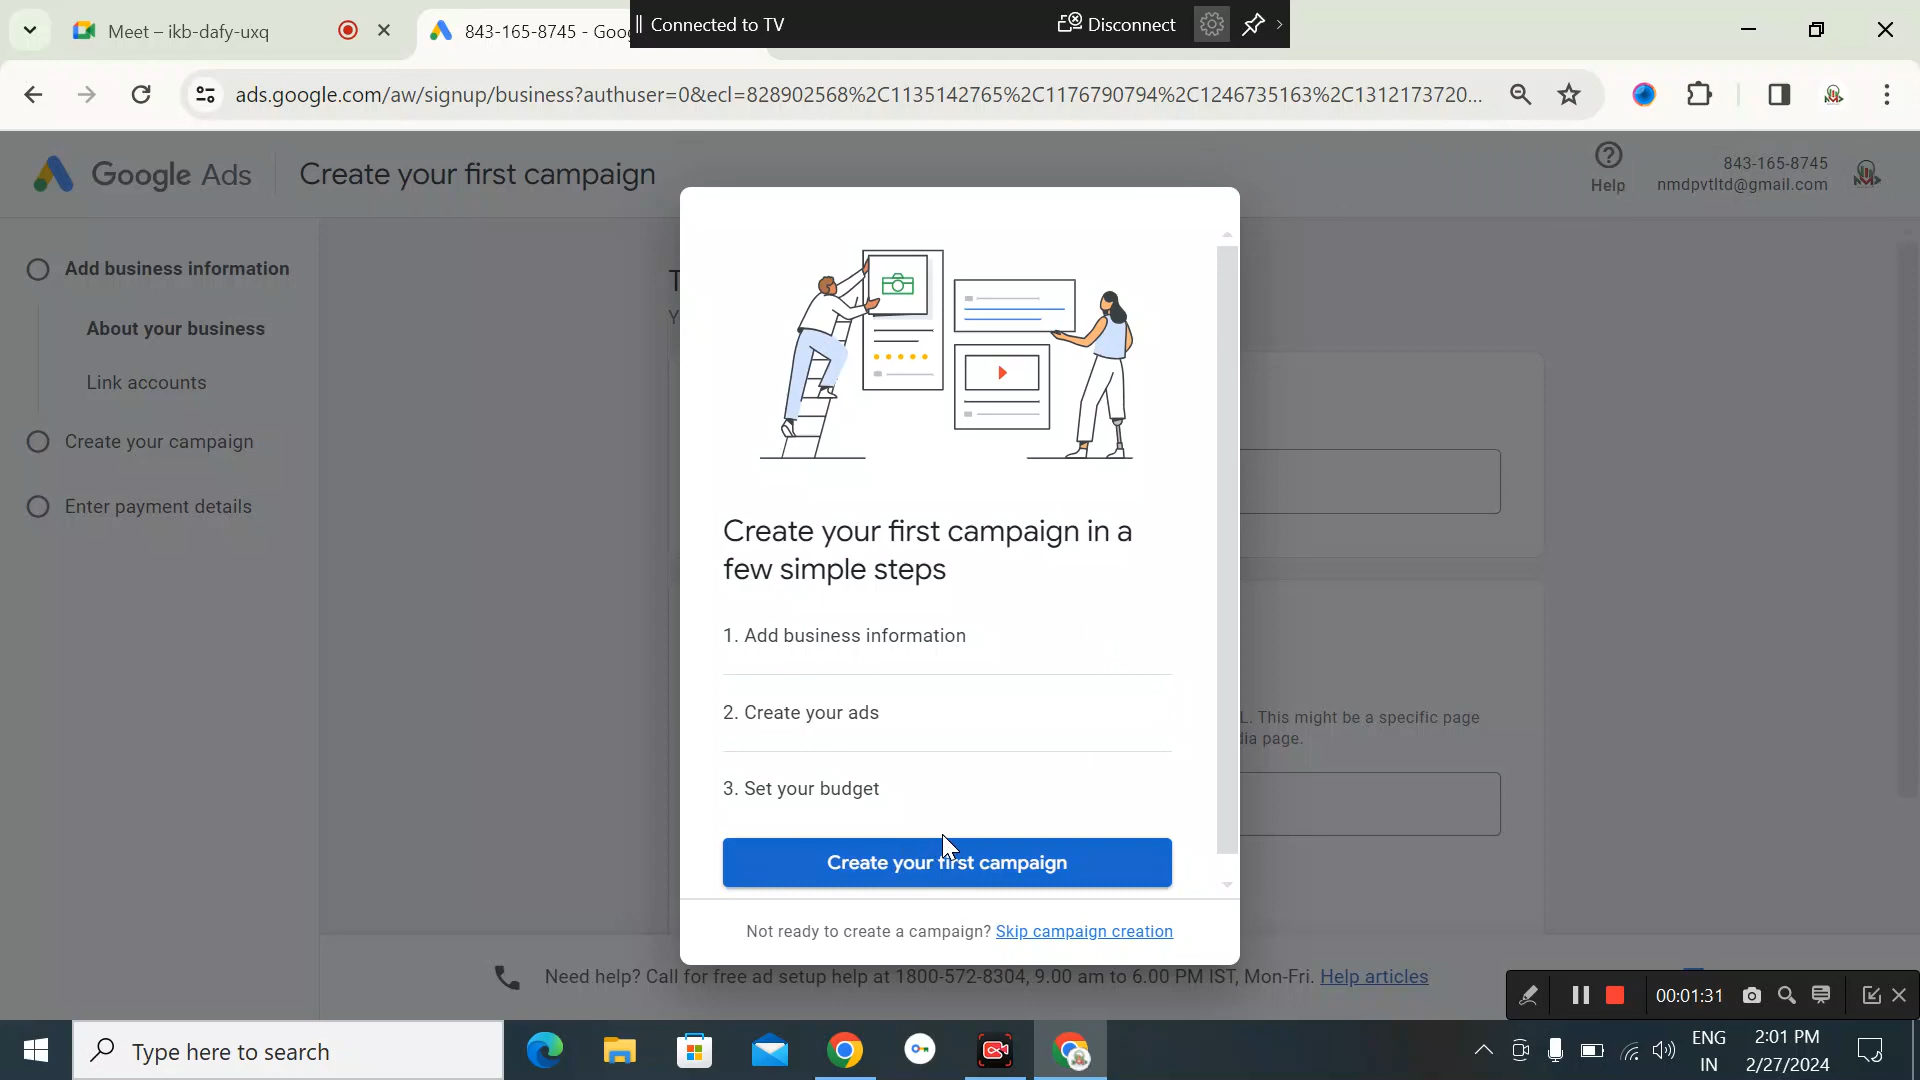 Meet – ikb-dafy-uxq
843-165-8745 - Goo
Connected to TV
Disconnect
ads.google.com/aw/signup/business?authuser=0&ecl=828902568%2C1135142765%2C1176790794%2C1246735163%2C1312173720...
Google Ads
Create your first campaign
Help
843-165-8745
nmdpvtltd@gmail.com
Add business information
About your business
Link accounts
Create your campaign
Enter payment details
T
Y
Create your first campaign in a
few simple steps
1. Add business information
2. Create your ads
3. Set your budget
L. This might be a specific page
dia page.
Create your first campaign
Not ready to create a campaign? Skip campaign creation
Need help? Call for free ad setup help at 1800-572-8304, 9.00 am to 6.00 PM IST, Mon-Fri. Help articles
00:01:31
Type here to search
ENG
IN
2:01 PM
2/27/2024